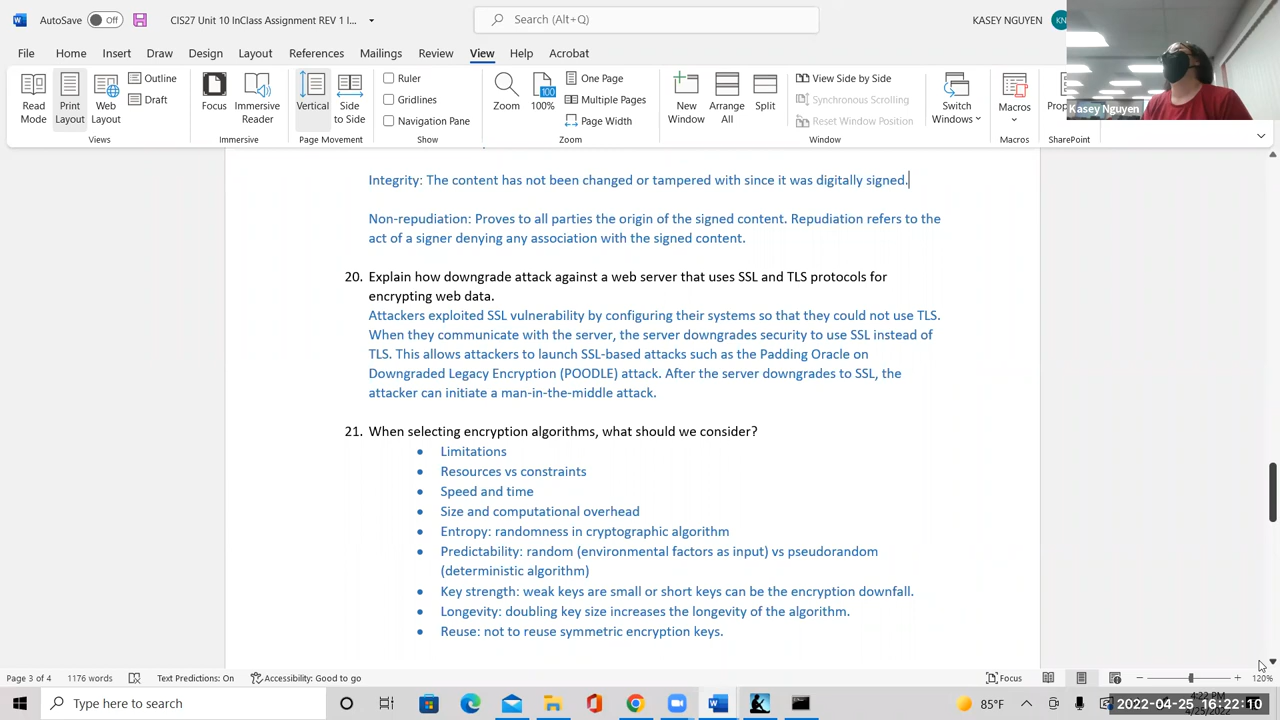 AutoSave Off
CIS27 Unit 10 InClass Assignment REV 1 I...
Search (Alt+Q)
KASEY NGUYEN KN
File Home Insert Draw Design Layout References Mailings Review View Help Acrobat
Read Mode
Print Layout
Web Layout
Outline
Draft
Views
Focus
Immersive Reader
Immersive
Vertical
Side to Side
Page Movement
Ruler
Gridlines
Navigation Pane
Show
Zoom
100
100%
One Page
Multiple Pages
Page Width
Zoom
New Window
Arrange All
Split
View Side by Side
Synchronous Scrolling
Reset Window Position
Window
Switch Windows
Macros
Macros
SharePoint
Kasey Nguyen
Integrity: The content has not been changed or tampered with since it was digitally signed.
Non-repudiation: Proves to all parties the origin of the signed content. Repudiation refers to the
act of a signer denying any association with the signed content.
20. Explain how downgrade attack against a web server that uses SSL and TLS protocols for
encrypting web data.
Attackers exploited SSL vulnerability by configuring their systems so that they could not use TLS.
When they communicate with the server, the server downgrades security to use SSL instead of
TLS. This allows attackers to launch SSL-based attacks such as the Padding Oracle on
Downgraded Legacy Encryption (POODLE) attack. After the server downgrades to SSL, the
attacker can initiate a man-in-the-middle attack.
21. When selecting encryption algorithms, what should we consider?
• Limitations
• Resources vs constraints
• Speed and time
• Size and computational overhead
• Entropy: randomness in cryptographic algorithm
• Predictability: random (environmental factors as input) vs pseudorandom
(deterministic algorithm)
• Key strength: weak keys are small or short keys can be the encryption downfall.
• Longevity: doubling key size increases the longevity of the algorithm.
• Reuse: not to reuse symmetric encryption keys.
Page 3 of 4 1176 words Text Predictions: On Accessibility: Good to go Focus 120%
Type here to search
85°F
4:22 PM
2022-04-25 16:22:10